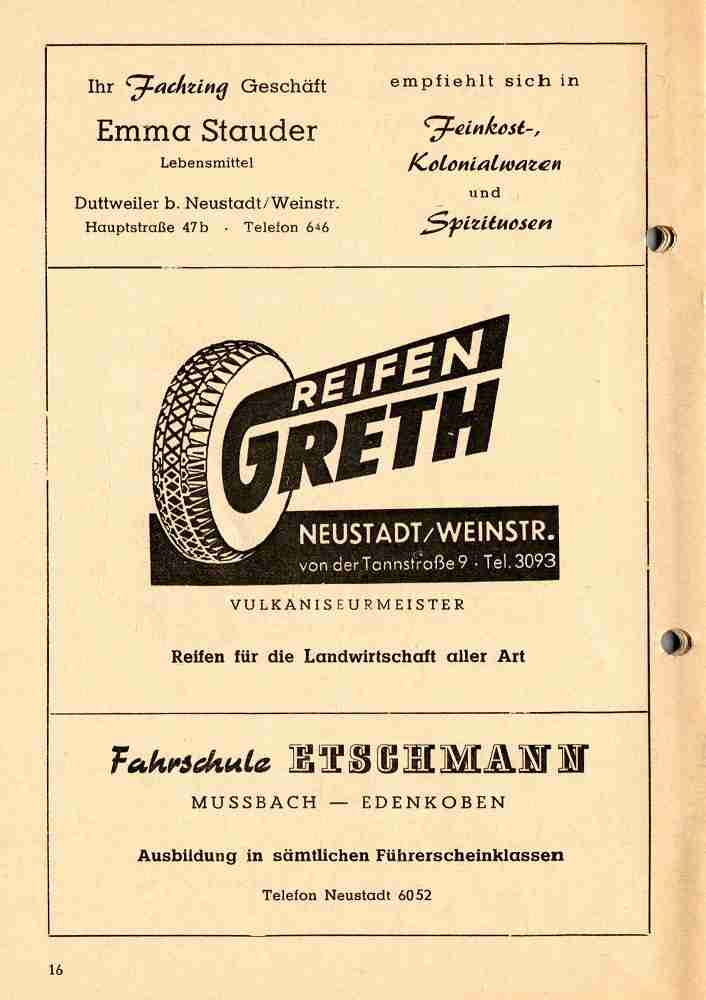 Ihr Fachring Geschäft
Emma Stauder
Lebensmittel
Duttweiler b. Neustadt/Weinstr.
Hauptstraße 47b · Telefon 646
empfiehlt sich in
Feinkost-,
Kolonialwaren
und
Spirituosen
REIFEN
GRETH
NEUSTADT/WEINSTR.
von der Tannstraße 9 · Tel. 3093
VULKANISEURMEISTER
Reifen für die Landwirtschaft aller Art
Fahrschule ETSCHMANN
MUSSBACH — EDENKOBEN
Ausbildung in sämtlichen Führerscheinklassen
Telefon Neustadt 6052
16